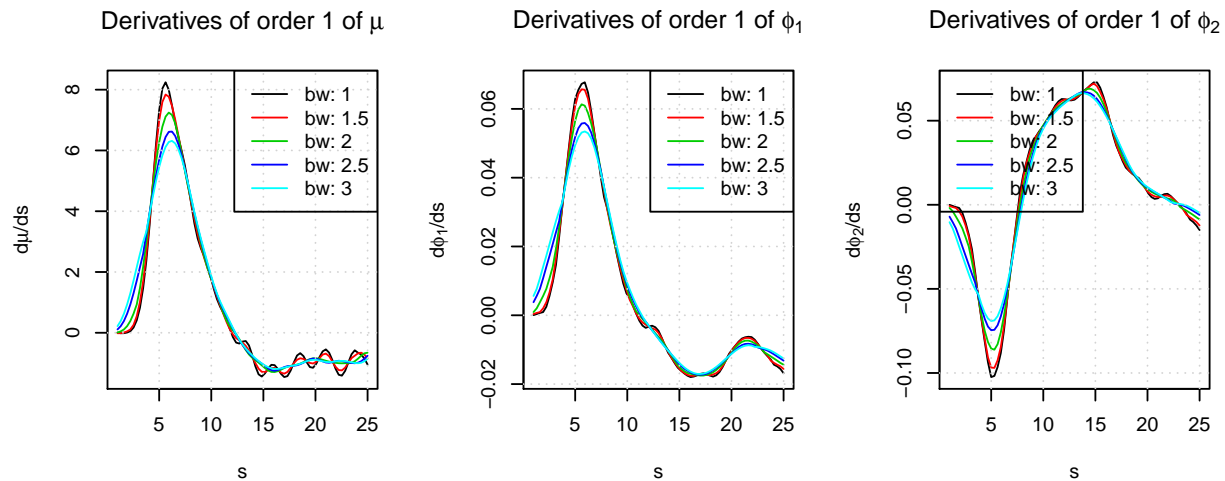 Derivatives of order 1 of μ
dμ/ds
8
6
4
2
0
bw: 1
bw: 1.5
bw: 2
bw: 2.5
bw: 3
5 10 15 20 25
s
Derivatives of order 1 of ϕ1
dϕ1/ds
0.06
0.04
0.02
0.00
−0.02
bw: 1
bw: 1.5
bw: 2
bw: 2.5
bw: 3
5 10 15 20 25
s
Derivatives of order 1 of ϕ2
dϕ2/ds
0.05
0.00
−0.05
−0.10
bw: 1
bw: 1.5
bw: 2
bw: 2.5
bw: 3
5 10 15 20 25
s